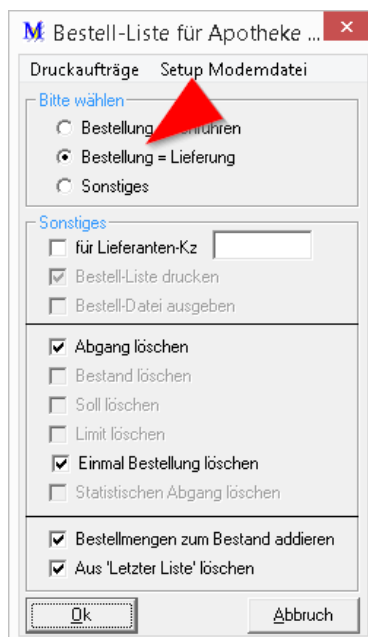 M Bestell-Liste für Apotheke ...
Druckaufträge Setup Modemdatei
Bitte wählen
Bestellung
Bestellung = Lieferung
Sonstiges
Sonstiges
für Lieferanten-Kz
Bestell-Liste drucken
Bestell-Datei ausgeben
Abgang löschen
Bestand löschen
Soll löschen
Limit löschen
Einmal Bestellung löschen
Statistischen Abgang löschen
Bestellmengen zum Bestand addieren
Aus 'Letzter Liste' löschen
Ok Abbruch